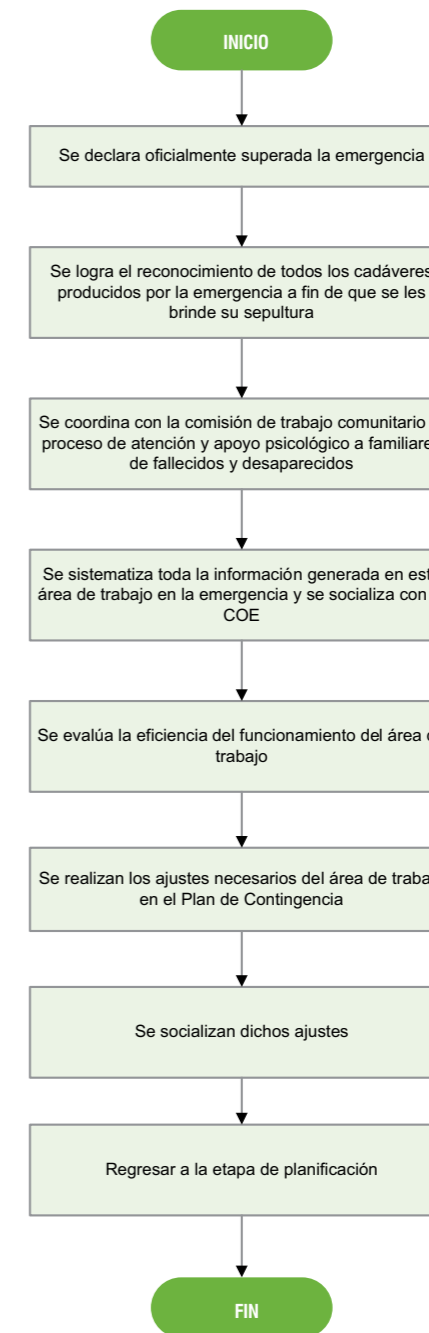 INICIO
Se declara oficialmente superada la emergencia
Se logra el reconocimiento de todos los cadáveres
producidos por la emergencia a fin de que se les
brinde su sepultura
Se coordina con la comisión de trabajo comunitario
proceso de atención y apoyo psicológico a familiare
de fallecidos y desaparecidos
Se sistematiza toda la información generada en est
área de trabajo en la emergencia y se socializa con
COE
Se evalúa la eficiencia del funcionamiento del área
trabajo
Se realizan los ajustes necesarios del área de traba
en el Plan de Contingencia
Se socializan dichos ajustes
Regresar a la etapa de planificación
FIN